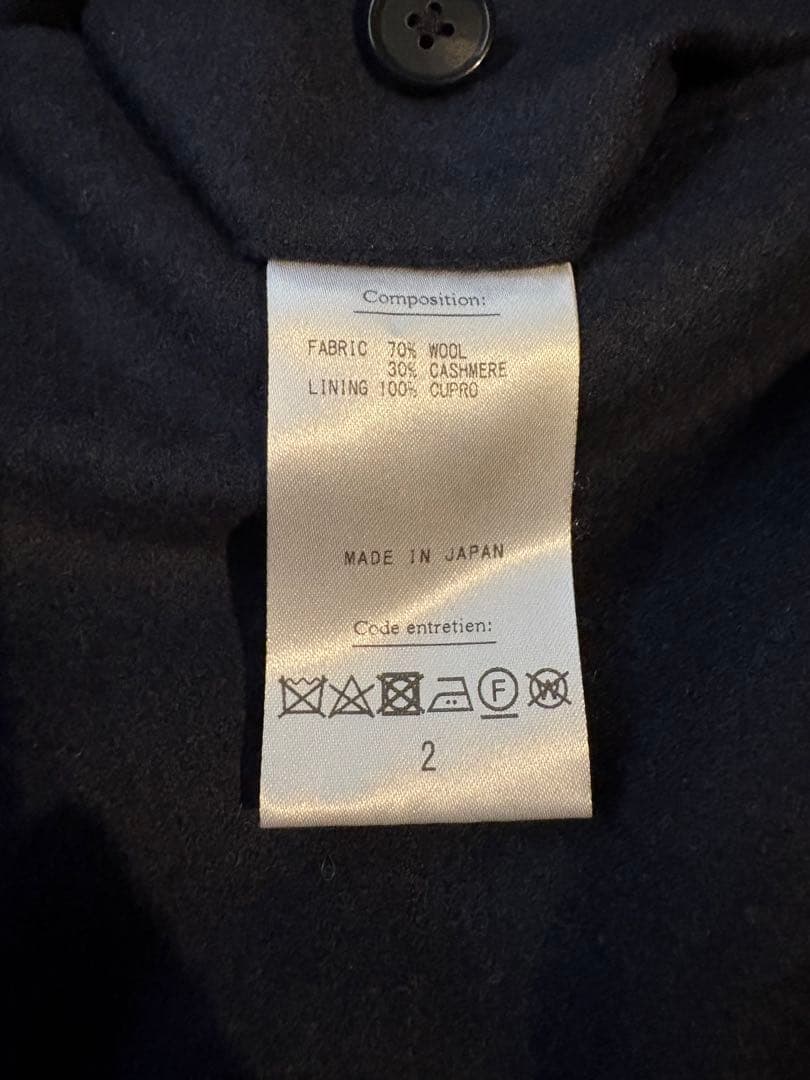 Composition:
FABRIC 70% WOOL
30% CASHMERE
LINING 100% CUPRO
MADE IN JAPAN
Code entretien:
F W
2